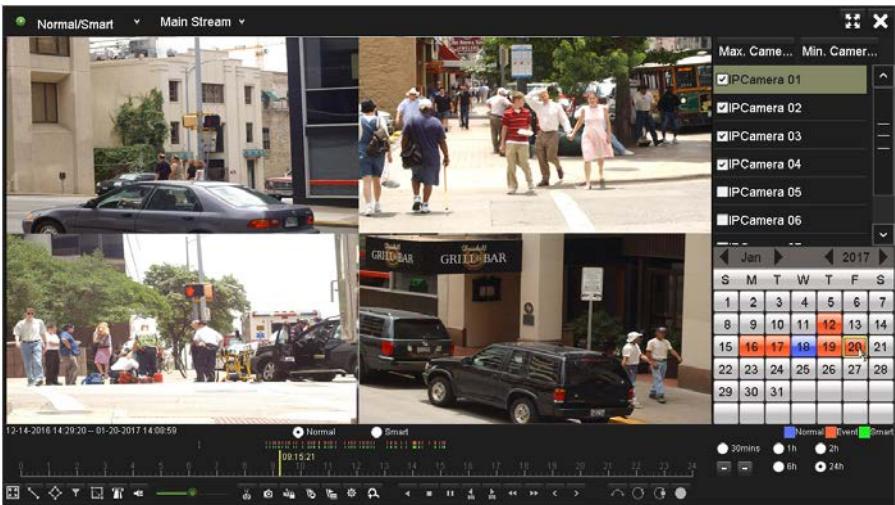 Normal/Smart Main Stream
Max. Came... Min. Camer...
IPCamera 01
IPCamera 02
IPCamera 03
IPCamera 04
IPCamera 05
IPCamera 06
GRILL BAR
GRILL BAR
Jan 2017
S M T W T F S
1 2 3 4 5 6 7
8 9 10 11 12 13 14
15 16 17 18 19 20 21
22 23 24 25 26 27 28
29 30 31
12-14-2016 14:29:20 -- 01-20-2017 14:08:59
Normal Smart
Normal Event Smart
09:15:21
0 1 2 3 4 5 6 7 8 9 10 11 12 13 14 15 16 17 18 19 20 21 22 23 24
30mins 1h 2h
6h 24h